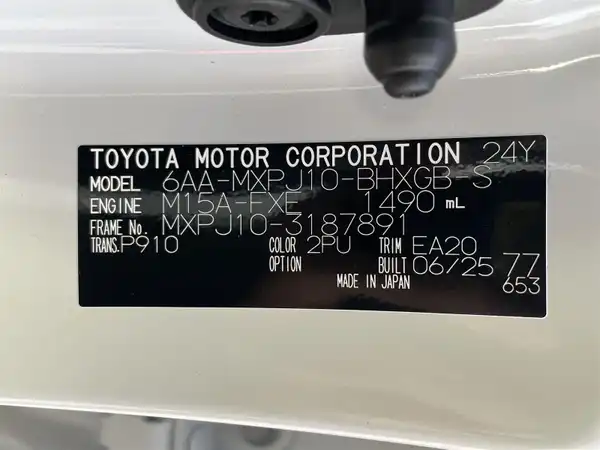 TOYOTA MOTOR CORPORATION 24Y
MODEL 6AA-MXPJ10-BHXGB-S
ENGINE M15A-FXE 1490 mL
FRAME No. MXPJ10-3187891
TRANS. P910 COLOR 2PU TRIM EA20
OPTION BUILT 06/25 77
MADE IN JAPAN 653